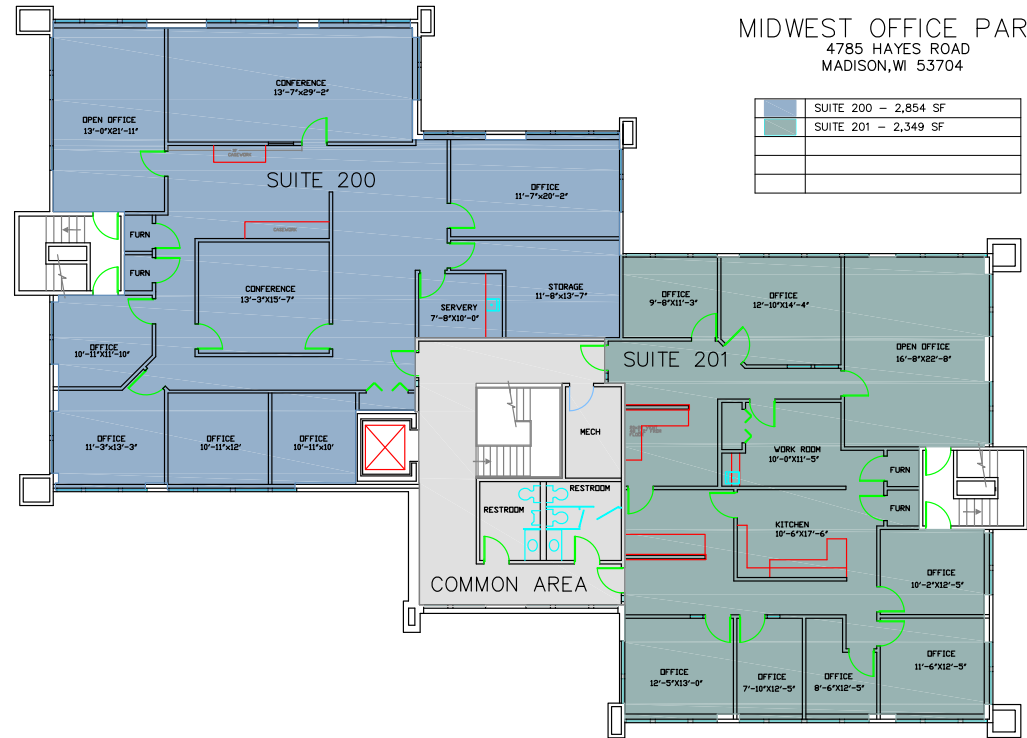 MIDWEST OFFICE PAR
4785 HAYES ROAD
MADISON,WI 53704
SUITE 200 - 2,854 SF
SUITE 201 - 2,349 SF
CONFERENCE
13'-7"x29'-2"
OPEN OFFICE
13'-0"X21'-11"
SUITE 200
OFFICE
11'-7"x20'-2"
FURN
FURN
CONFERENCE
13'-3"X15'-7"
STORAGE
11'-8"x13'-7"
SERVERY
7'-8"X10'-0"
OFFICE
10'-11"X11'-10"
OFFICE
11'-3"x13'-3"
OFFICE
10'-11"x12'
OFFICE
10'-11"x10'
OFFICE
9'-8"X11'-3"
OFFICE
12'-10"X14'-4"
OPEN OFFICE
16'-8"X22'-8"
SUITE 201
MECH
WORK ROOM
10'-0"X11'-5"
FURN
FURN
RESTROOM
RESTROOM
KITCHEN
10'-6"X17'-6"
COMMON AREA
OFFICE
10'-2"X12'-5"
OFFICE
11'-6"X12'-5"
OFFICE
12'-5"X13'-0"
OFFICE
7'-10"X12'-5"
OFFICE
8'-6"X12'-5"